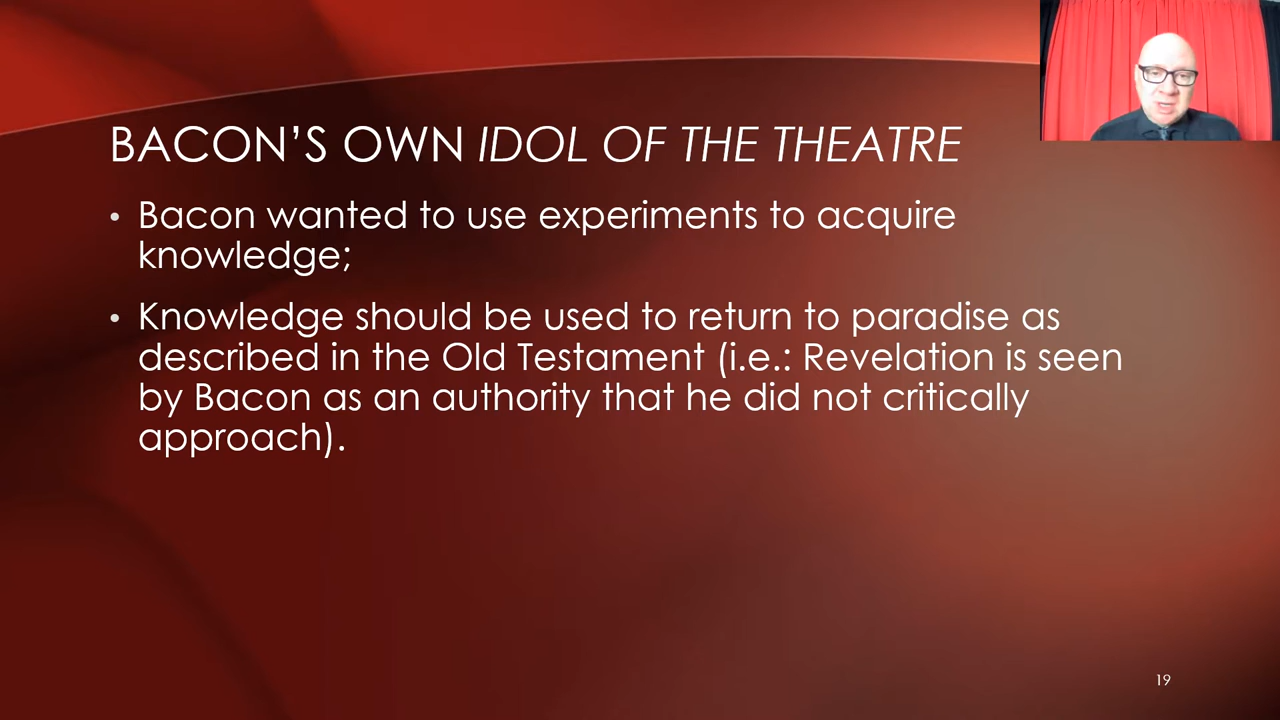 BACON'S OWN IDOL OF THE THEATRE
• Bacon wanted to use experiments to acquire
knowledge;
• Knowledge should be used to return to paradise as
described in the Old Testament (i.e.: Revelation is seen
by Bacon as an authority that he did not critically
approach).
19